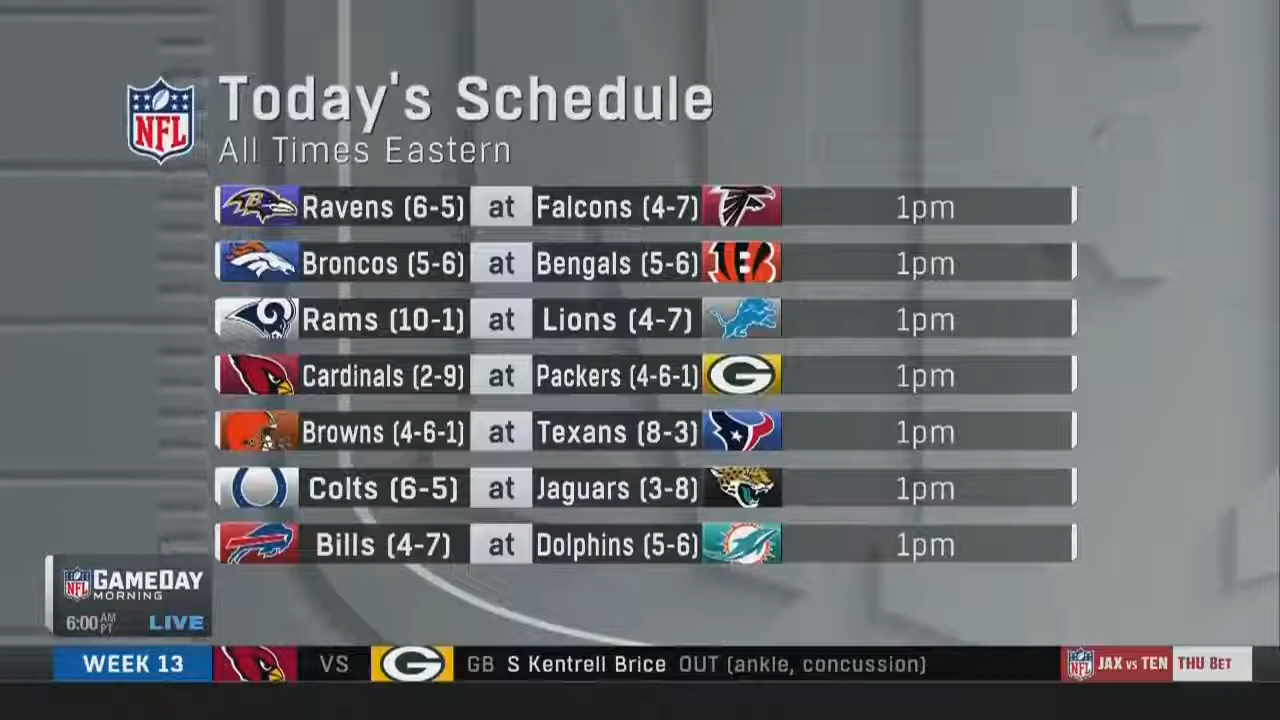 NFL
Today's Schedule
All Times Eastern
Ravens (6-5) at Falcons (4-7) 1pm
Broncos (5-6) at Bengals (5-6) 1pm
Rams (10-1) at Lions (4-7) 1pm
Cardinals (2-9) at Packers (4-6-1) 1pm
Browns (4-6-1) at Texans (8-3) 1pm
Colts (6-5) at Jaguars (3-8) 1pm
Bills (4-7) at Dolphins (5-6) 1pm
NFL GAMEDAY
MORNING
6:00 AM PT LIVE
WEEK 13 VS G GB S Kentrell Brice OUT (ankle, concussion) NFL JAX VS TEN THU 8ET